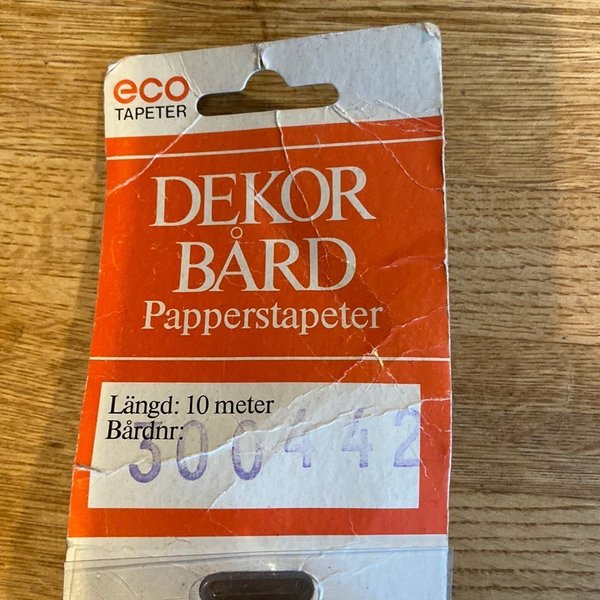 eco
TAPETER
DEKOR
BÅRD
Papperstapeter
Längd: 10 meter
Bårdnr: 300442